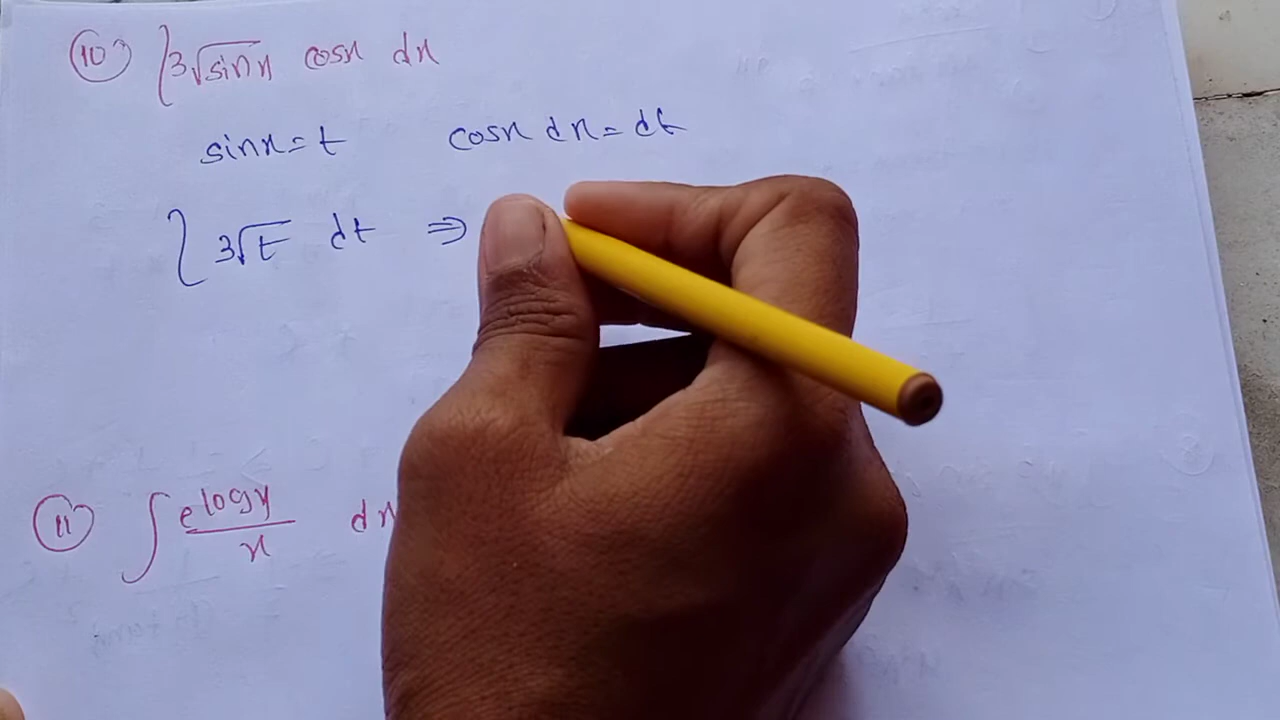 10) ∫ 3√sinx cosx dx
sinx = t cosx dx = dt
∫ 3√t dt ⇒
11) ∫ e^logx / x dx